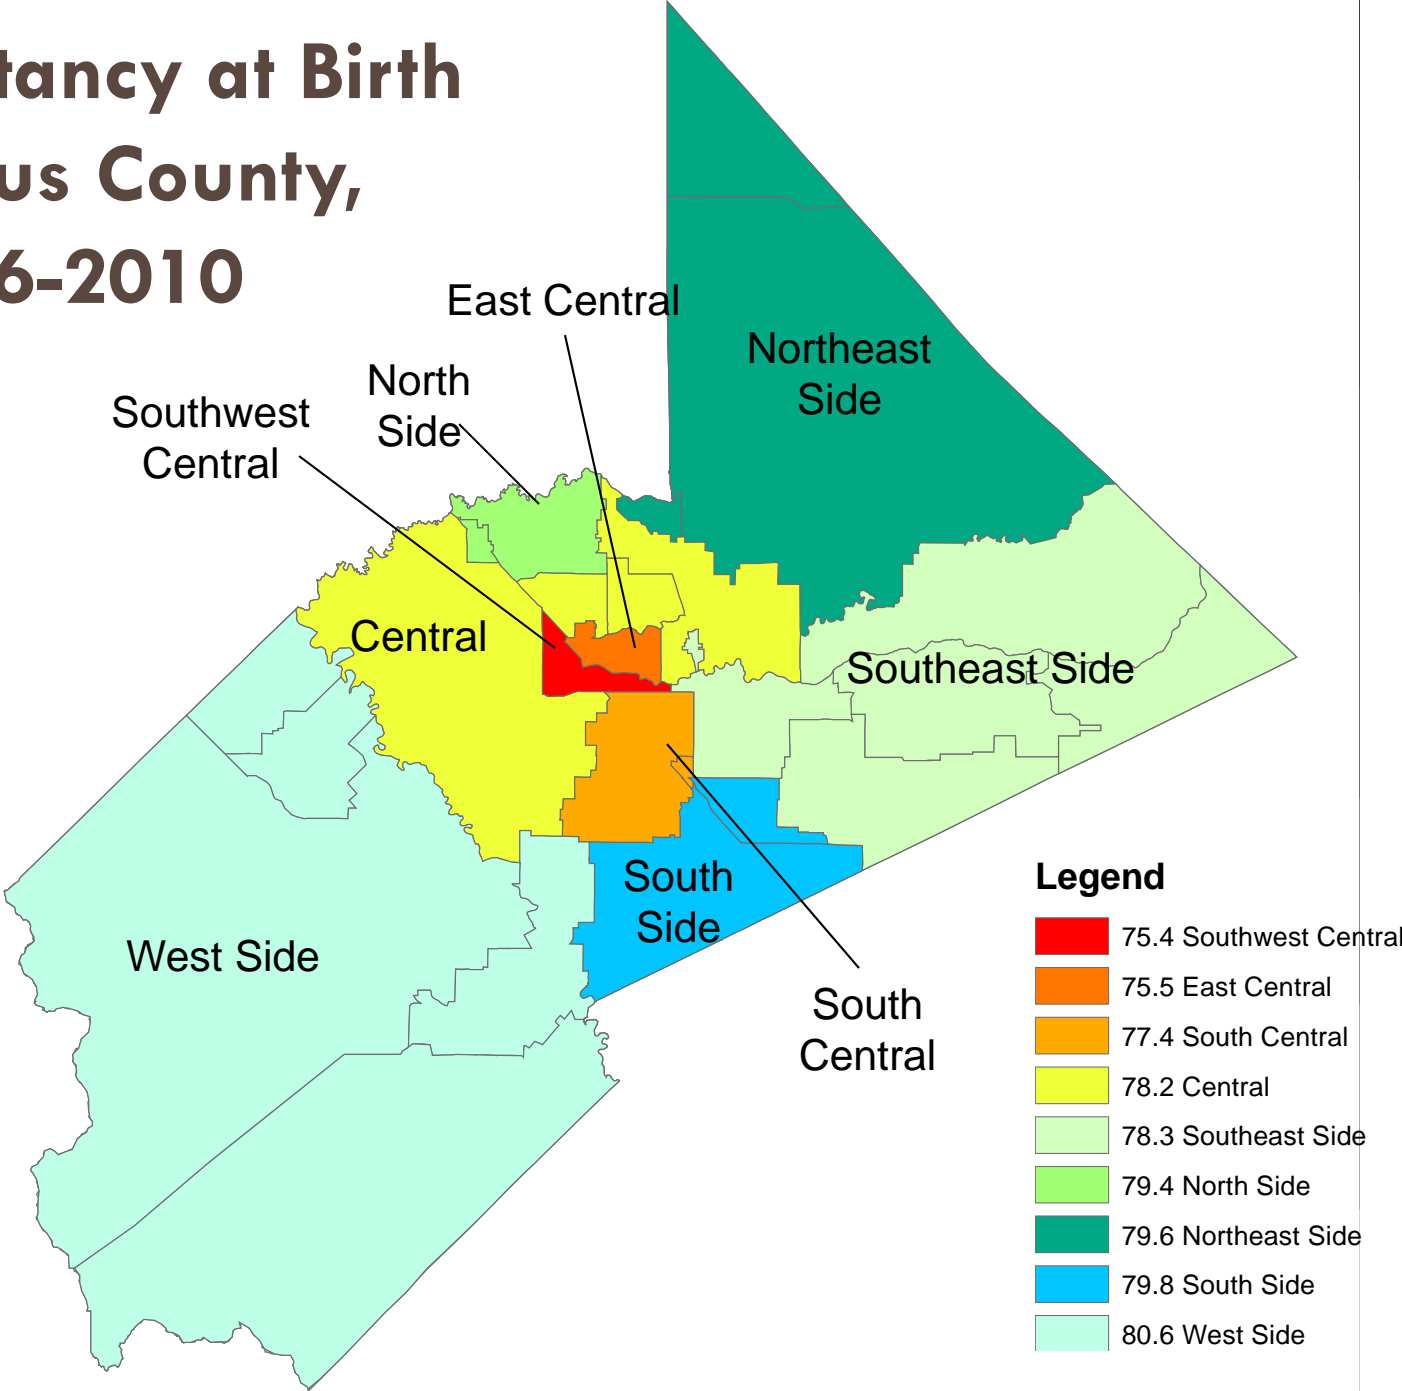 tancy at Birth
us County,
6-2010
East Central
North
Side
Southwest
Central
Northeast
Side
Central
Southeast Side
South
Side
West Side
South
Central
Legend
75.4 Southwest Central
75.5 East Central
77.4 South Central
78.2 Central
78.3 Southeast Side
79.4 North Side
79.6 Northeast Side
79.8 South Side
80.6 West Side